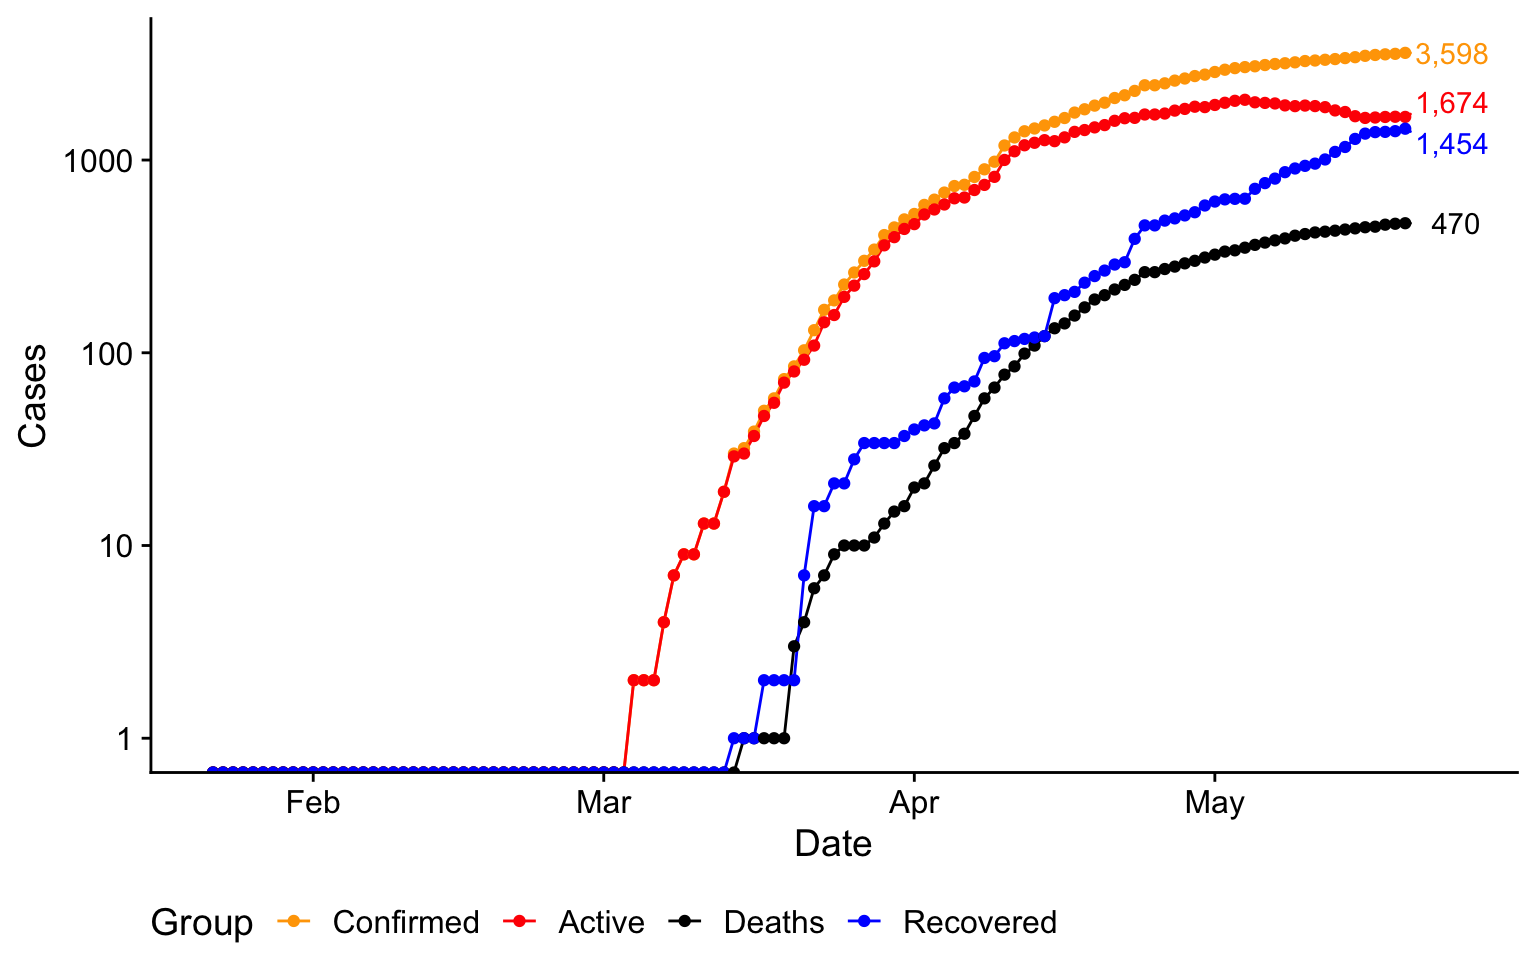 3,598
1,674
1,454
470
1000
100
10
1
Cases
Feb Mar Apr May
Date
Group Confirmed Active Deaths Recovered